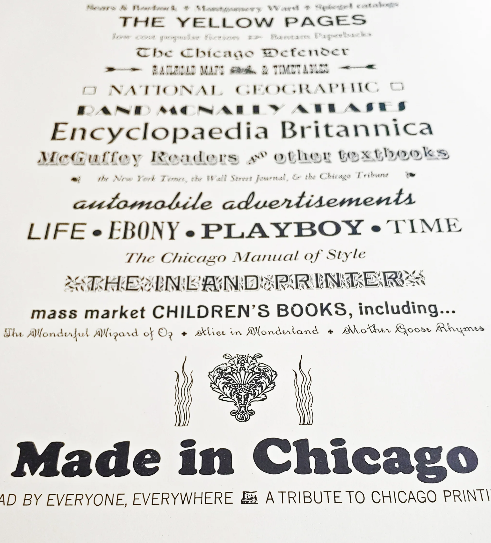 Sears & Roebuck • Montgomery Ward • Spiegel catalogs
THE YELLOW PAGES
low cost popular fiction Bantam Paperbacks
The Chicago Defender
RAILROAD MAPS & TIMETABLES
NATIONAL GEOGRAPHIC
RAND MCNALLY ATLASES
Encyclopaedia Britannica
McGuffey Readers AND other textbooks
the New York Times, the Wall Street Journal, & the Chicago Tribune
automobile advertisements
LIFE • EBONY • PLAYBOY • TIME
The Chicago Manual of Style
THE INLAND PRINTER
mass market CHILDREN'S BOOKS, including...
The Wonderful Wizard of Oz • Alice in Wonderland • Mother Goose Rhymes
Made in Chicago
AD BY EVERYONE, EVERYWHERE A TRIBUTE TO CHICAGO PRINTI